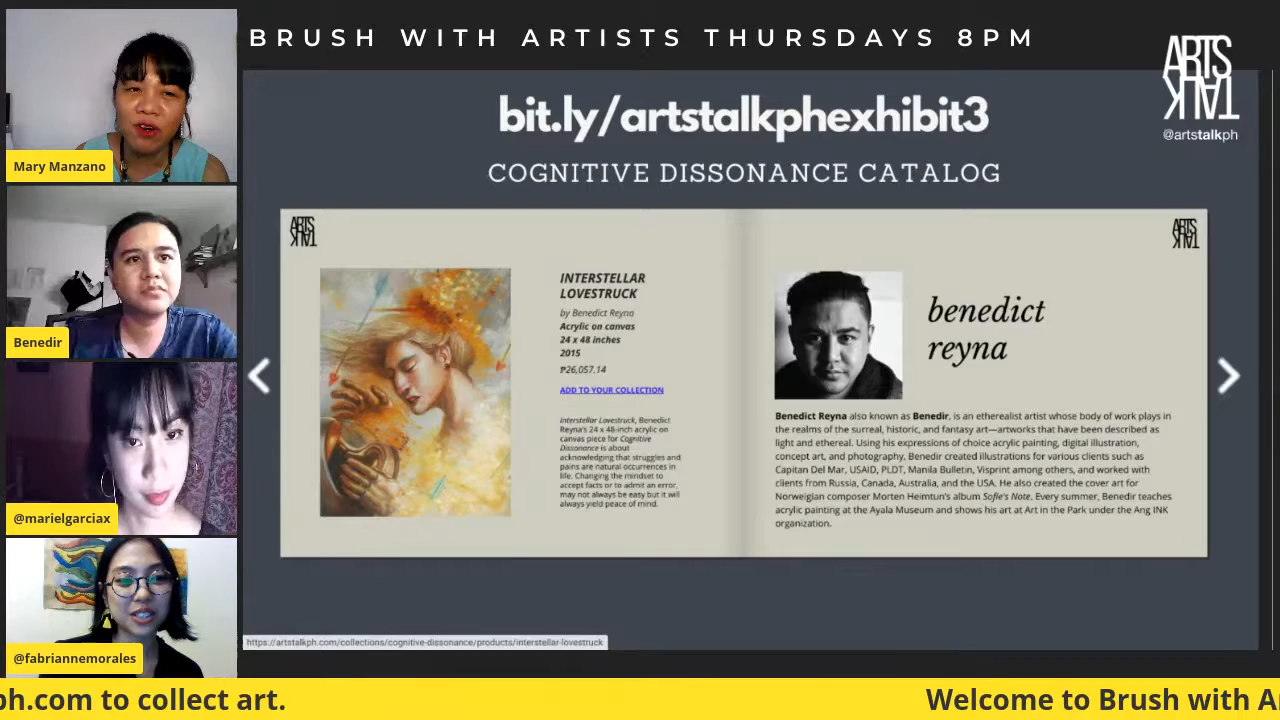 BRUSH WITH ARTISTS THURSDAYS 8PM
ARTS
TALK
@artstalkph
Mary Manzano
Benedir
@marielgarciax
@fabriannemorales
bit.ly/artstalkphexhibit3
COGNITIVE DISSONANCE CATALOG
ARTS
TALK
INTERSTELLAR
LOVESTRUCK
by Benedict Reyna
Acrylic on canvas
24 x 48 inches
2015
₱26,057.14
ADD TO YOUR COLLECTION
Interstellar Lovestruck, Benedict
Reyna's 24 x 48-inch acrylic on
canvas piece for Cognitive
Dissonance is about
acknowledging that struggles and
pains are natural occurrences in
life. Changing the mindset to
accept facts or to admit an error,
may not always be easy but it will
always yield peace of mind.
ARTS
TALK
benedict
reyna
Benedict Reyna also known as Benedir, is an etherealist artist whose body of work plays in
the realms of the surreal, historic, and fantasy art—artworks that have been described as
light and ethereal. Using his expressions of choice acrylic painting, digital illustration,
concept art, and photography, Benedir created illustrations for various clients such as
Capitan Del Mar, USAID, PLDT, Manila Bulletin, Visprint among others, and worked with
clients from Russia, Canada, Australia, and the USA. He also created the cover art for
Norwegian composer Morten Heimtun's album Sofie's Note. Every summer, Benedir teaches
acrylic painting at the Ayala Museum and shows his art at Art in the Park under the Ang INK
organization.
https://artstalkph.com/collections/cognitive-dissonance/products/interstellar-lovestruck
ph.com to collect art.
Welcome to Brush with Ar